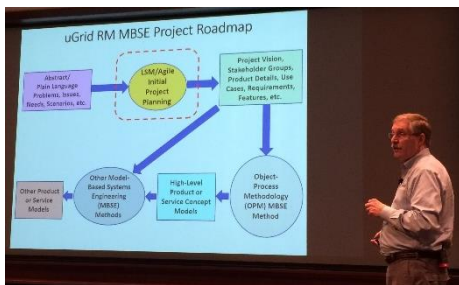 uGrid RM MBSE Project Roadmap
Abstract/
Plain Language
Problems, Issues,
Needs, Scenarios, etc.
LSM/Agile
Initial
Project
Planning
Project Vision,
Stakeholder Groups,
Product Details, Use
Cases, Requirements,
Features, etc.
Other Product
or Service
Models
Other Model-
Based Systems
Engineering
(MBSE)
Methods
High-Level
Product or
Service Concept
Models
Object-
Process
Methodology
(OPM) MBSE
Method